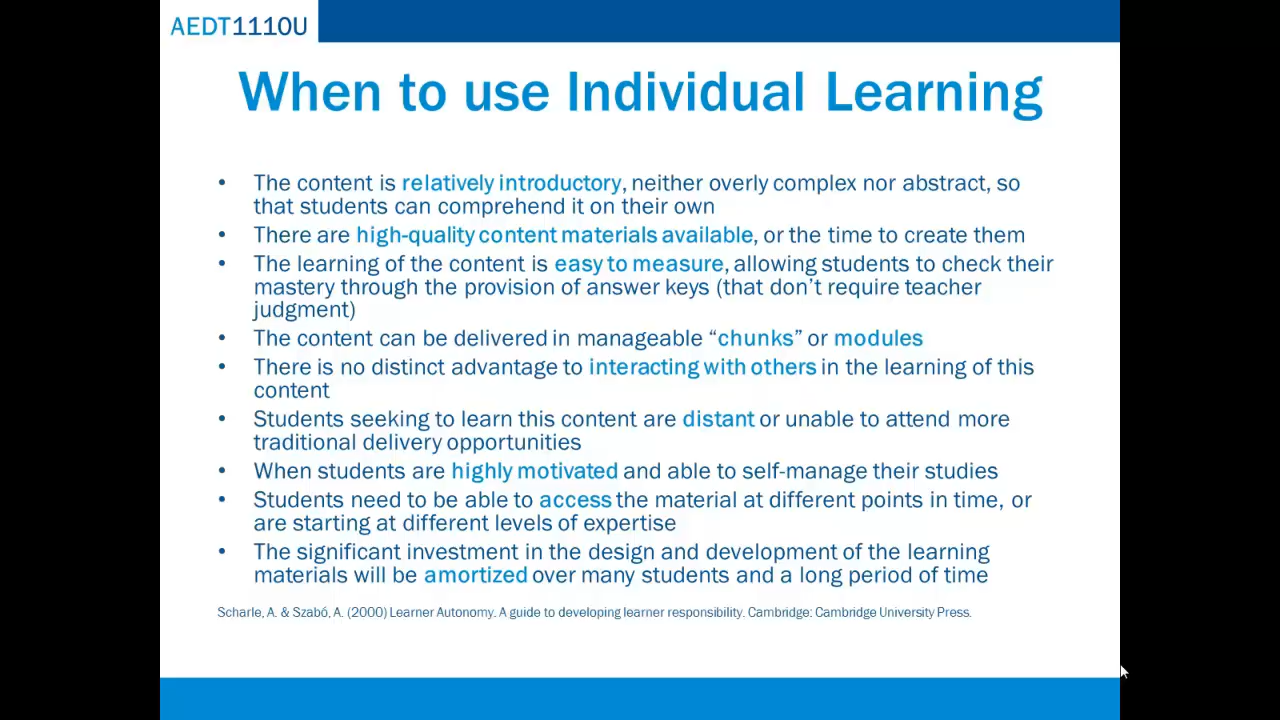 AEDT1110U
When to use Individual Learning
• The content is relatively introductory, neither overly complex nor abstract, so
that students can comprehend it on their own
• There are high-quality content materials available, or the time to create them
• The learning of the content is easy to measure, allowing students to check their
mastery through the provision of answer keys (that don't require teacher
judgment)
• The content can be delivered in manageable “chunks” or modules
• There is no distinct advantage to interacting with others in the learning of this
content
• Students seeking to learn this content are distant or unable to attend more
traditional delivery opportunities
• When students are highly motivated and able to self-manage their studies
• Students need to be able to access the material at different points in time, or
are starting at different levels of expertise
• The significant investment in the design and development of the learning
materials will be amortized over many students and a long period of time
Scharle, A. & Szabó, A. (2000) Learner Autonomy. A guide to developing learner responsibility. Cambridge: Cambridge University Press.